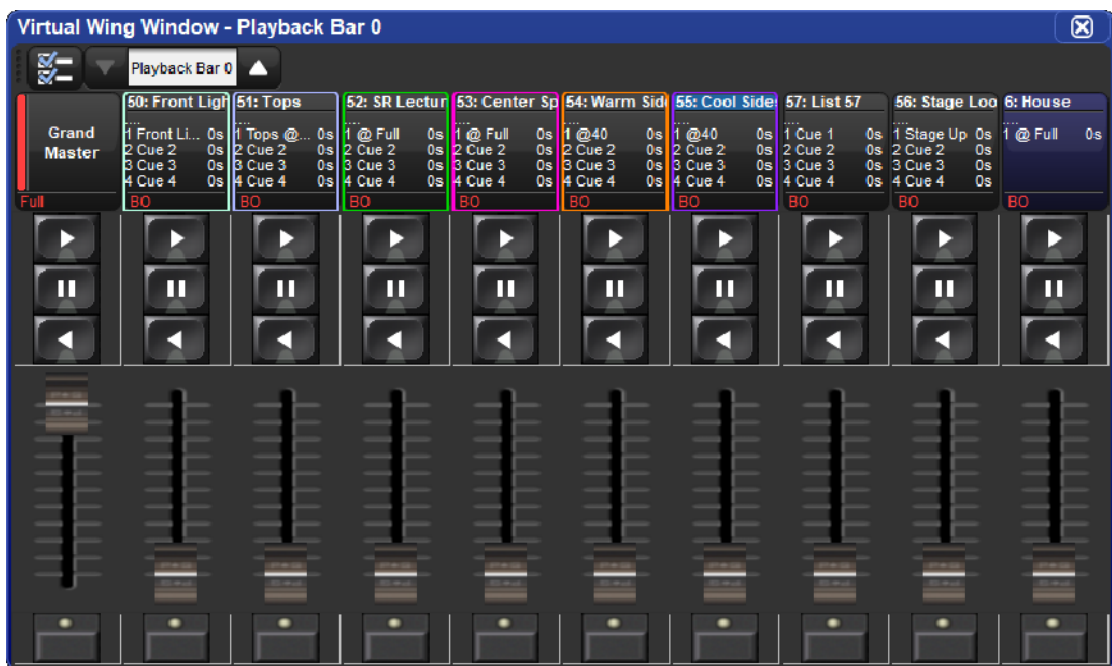 Virtual Wing Window - Playback Bar 0
Playback Bar 0
Grand
Master
Full
50: Front Ligh
....
1 Front Li... 0s
2 Cue 2 0s
3 Cue 3 0s
4 Cue 4 0s
BO
51: Tops
....
1 Tops @... 0s
2 Cue 2 0s
3 Cue 3 0s
4 Cue 4 0s
BO
52: SR Lectur
....
1 @ Full 0s
2 Cue 2 0s
3 Cue 3 0s
4 Cue 4 0s
BO
53: Center Sp
....
1 @ Full 0s
2 Cue 2 0s
3 Cue 3 0s
4 Cue 4 0s
BO
54: Warm Side
....
1 @40 0s
2 Cue 2 0s
3 Cue 3 0s
4 Cue 4 0s
BO
55: Cool Sides
....
1 @40 0s
2 Cue 2 0s
3 Cue 3 0s
4 Cue 4 0s
BO
57: List 57
....
1 Cue 1 0s
2 Cue 2 0s
3 Cue 3 0s
4 Cue 4 0s
BO
56: Stage Loo
....
1 Stage Up 0s
2 Cue 2 0s
3 Cue 3 0s
4 Cue 4 0s
BO
6: House
....
1 @ Full 0s
BO